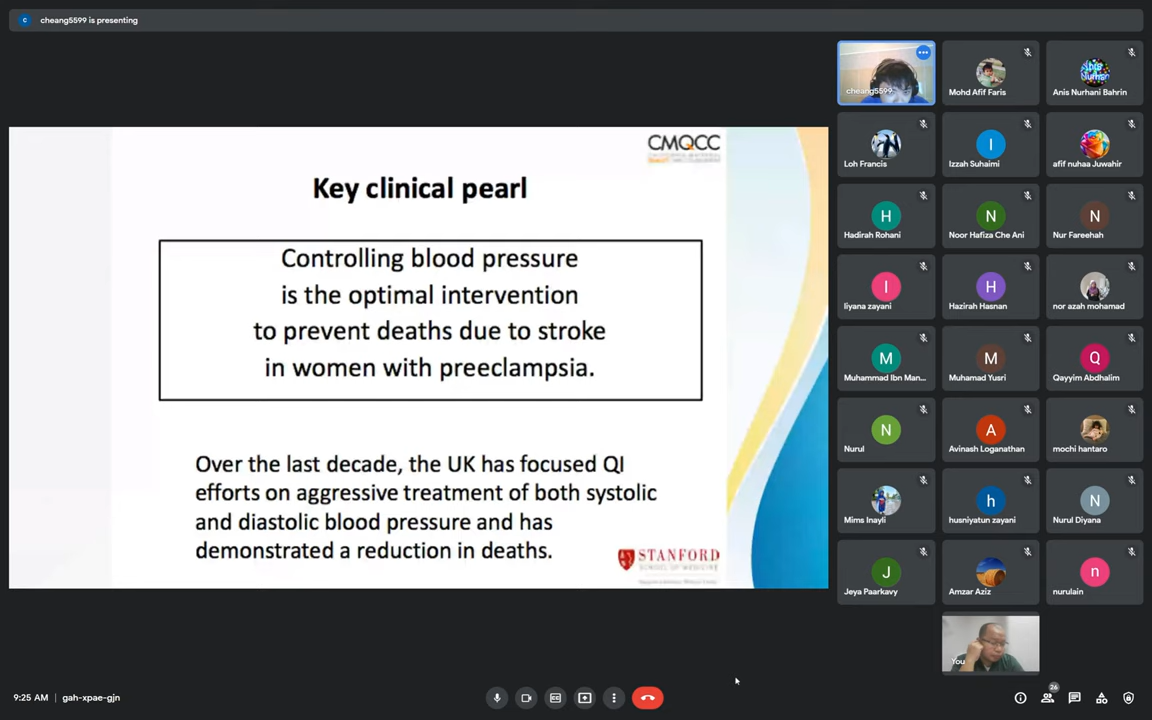 c
cheang5599 is presenting
CMQCC
Key clinical pearl
Controlling blood pressure
is the optimal intervention
to prevent deaths due to stroke
in women with preeclampsia.
Over the last decade, the UK has focused QI
efforts on aggressive treatment of both systolic
and diastolic blood pressure and has
demonstrated a reduction in deaths.
STANFORD
SCHOOL OF MEDICINE
cheang5599
Mohd Afif Faris
Anis Nurhani Bahrin
Loh Francis
I
Izzah Suhaimi
afif nuhaa Juwahir
H
Hadirah Rohani
N
Noor Hafiza Che Ani
N
Nur Fareehah
l
liyana zayani
H
Hazirah Hasnan
nor azah mohamad
M
Muhammad Ibn Man...
M
Muhamad Yusri
Q
Qayyim Abdhalim
N
Nurul
A
Avinash Loganathan
mochi hantaro
Mims Inayli
h
husniyatun zayani
N
Nurul Diyana
J
Jeya Paarkavy
Amzar Aziz
n
nurulain
You
9:25 AM | gah-xpae-gjn
26